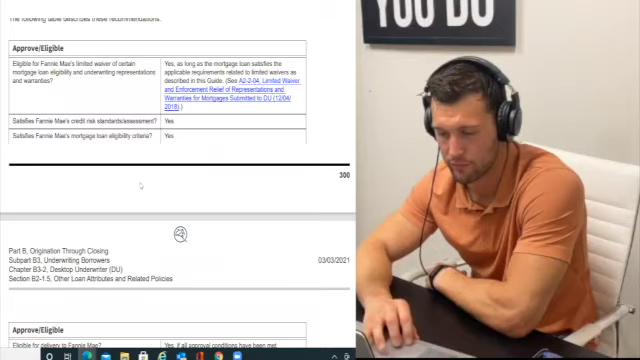 The following table describes these recommendations.
Approve/Eligible
Eligible for Fannie Mae's limited waiver of certain
mortgage loan eligibility and underwriting representations
and warranties?
Yes, as long as the mortgage loan satisfies the
applicable requirements related to limited waivers as
described in this Guide. (See A2-2-04, Limited Waiver
and Enforcement Relief of Representations and
Warranties for Mortgages Submitted to DU (12/04/
2018).)
Satisfies Fannie Mae's credit risk standards/assessment? Yes
Satisfies Fannie Mae's mortgage loan eligibility criteria? Yes
300
Part B, Origination Through Closing
Subpart B3, Underwriting Borrowers
03/03/2021
Chapter B3-2, Desktop Underwriter (DU)
Section B2-1.5, Other Loan Attributes and Related Policies
Approve/Eligible
Eligible for delivery to Fannie Mae? Yes, if all approval conditions have been met.
YOU DO